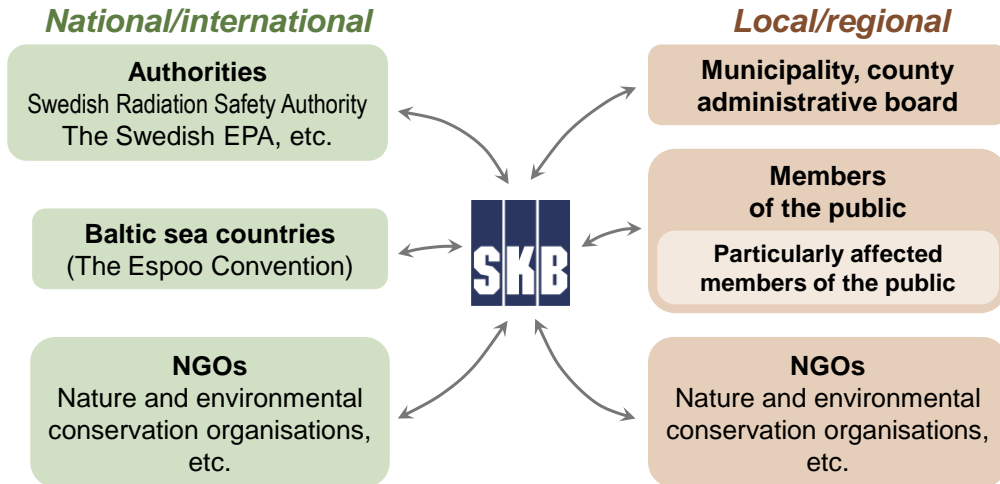 National/international
Authorities
Swedish Radiation Safety Authority
The Swedish EPA, etc.
Baltic sea countries
(The Espoo Convention)
NGOs
Nature and environmental
conservation organisations,
etc.
SKB
Local/regional
Municipality, county
administrative board
Members
of the public
Particularly affected
members of the public
NGOs
Nature and environmental
conservation organisations,
etc.